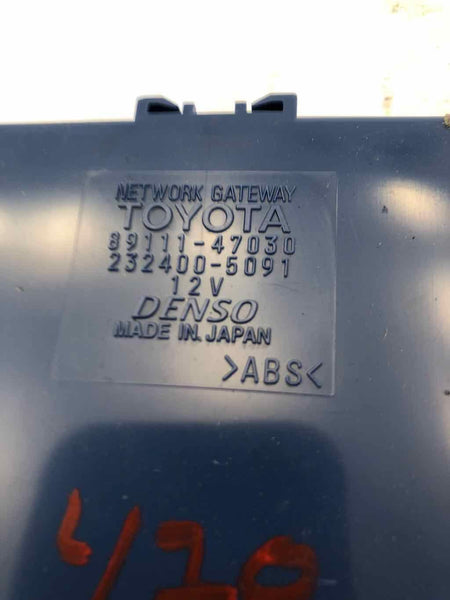 NETWORK GATEWAY
TOYOTA
89111-47030
232400-5091
12V
DENSO
MADE IN JAPAN
>ABS<